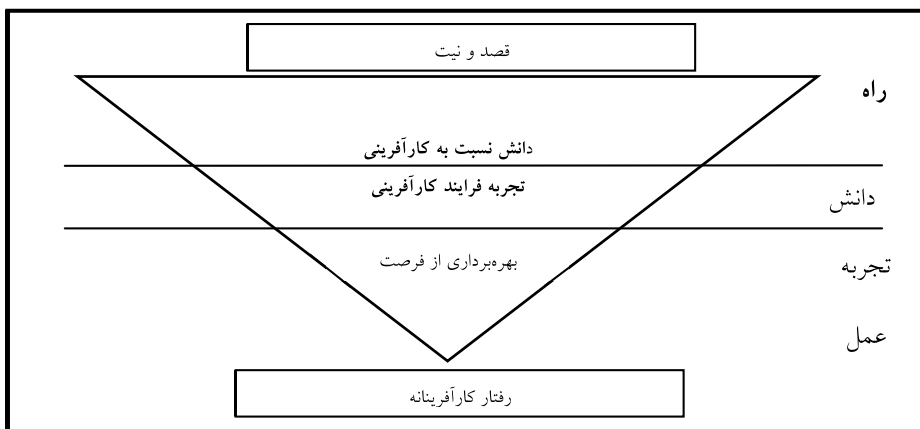 قصد و نیت
راه
دانش نسبت به کارآفرینی
تجربه فرایند کارآفرینی
دانش
بهره‌برداری از فرصت
تجربه
عمل
رفتار کارآفرینانه